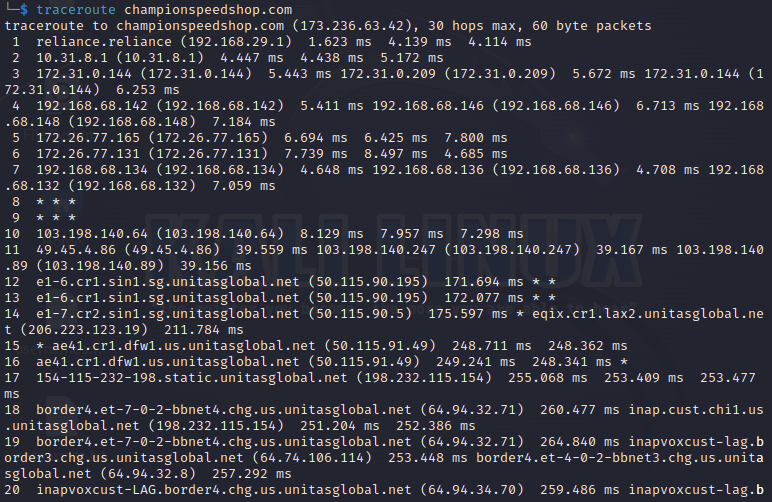 └─$ traceroute championspeedshop.com
traceroute to championspeedshop.com (173.236.63.42), 30 hops max, 60 byte packets
 1  reliance.reliance (192.168.29.1)  1.623 ms  4.139 ms  4.114 ms
 2  10.31.8.1 (10.31.8.1)  4.447 ms  4.438 ms  5.172 ms
 3  172.31.0.144 (172.31.0.144)  5.443 ms 172.31.0.209 (172.31.0.209)  5.672 ms 172.31.0.144 (1
72.31.0.144)  6.253 ms
 4  192.168.68.142 (192.168.68.142)  5.411 ms 192.168.68.146 (192.168.68.146)  6.713 ms 192.168
.68.148 (192.168.68.148)  7.184 ms
 5  172.26.77.165 (172.26.77.165)  6.694 ms  6.425 ms  7.800 ms
 6  172.26.77.131 (172.26.77.131)  7.739 ms  8.497 ms  4.685 ms
 7  192.168.68.134 (192.168.68.134)  4.648 ms 192.168.68.136 (192.168.68.136)  4.708 ms 192.168
.68.132 (192.168.68.132)  7.059 ms
 8  * * *
 9  * * *
10  103.198.140.64 (103.198.140.64)  8.129 ms  7.957 ms  7.298 ms
11  49.45.4.86 (49.45.4.86)  39.559 ms 103.198.140.247 (103.198.140.247)  39.167 ms 103.198.140
.89 (103.198.140.89)  39.156 ms
12  e1-6.cr1.sin1.sg.unitasglobal.net (50.115.90.195)  171.694 ms * *
13  e1-6.cr1.sin1.sg.unitasglobal.net (50.115.90.195)  172.077 ms * *
14  e1-7.cr2.sin1.sg.unitasglobal.net (50.115.90.5)  175.597 ms * eqix.cr1.lax2.unitasglobal.ne
t (206.223.123.19)  211.784 ms
15  * ae41.cr1.dfw1.us.unitasglobal.net (50.115.91.49)  248.711 ms  248.362 ms
16  ae41.cr1.dfw1.us.unitasglobal.net (50.115.91.49)  249.241 ms  248.341 ms *
17  154-115-232-198.static.unitasglobal.net (198.232.115.154)  255.068 ms  253.409 ms  253.477
ms
18  border4.et-7-0-2-bbnet4.chg.us.unitasglobal.net (64.94.32.71)  260.477 ms inap.cust.chi1.us
.unitasglobal.net (198.232.115.154)  251.204 ms  252.386 ms
19  border4.et-7-0-2-bbnet4.chg.us.unitasglobal.net (64.94.32.71)  264.840 ms inapvoxcust-lag.b
order3.chg.us.unitasglobal.net (64.74.106.114)  253.448 ms border4.et-4-0-2-bbnet3.chg.us.unita
sglobal.net (64.94.32.8)  257.292 ms
20  inapvoxcust-LAG.border4.chg.us.unitasglobal.net (64.94.34.70)  259.486 ms inapvoxcust-lag.b
KALI LINUX